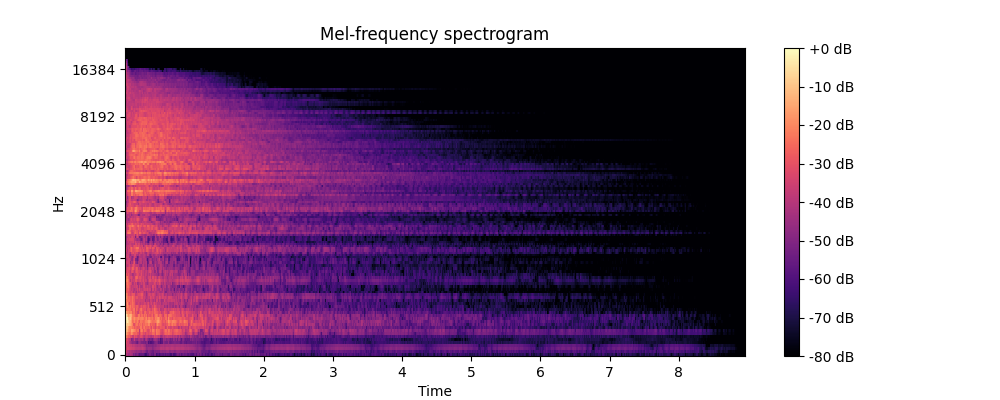 Mel-frequency spectrogram
Hz
16384
8192
4096
2048
1024
512
0
0 1 2 3 4 5 6 7 8
Time
+0 dB
-10 dB
-20 dB
-30 dB
-40 dB
-50 dB
-60 dB
-70 dB
-80 dB